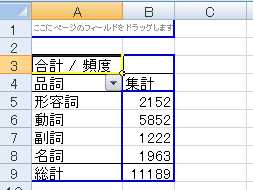 A B C
1 ここにページのフィールドをドラッグします
2
3 合計 / 頻度
4 品詞 集計
5 形容詞 2152
6 動詞 5852
7 副詞 1222
8 名詞 1963
9 総計 11189